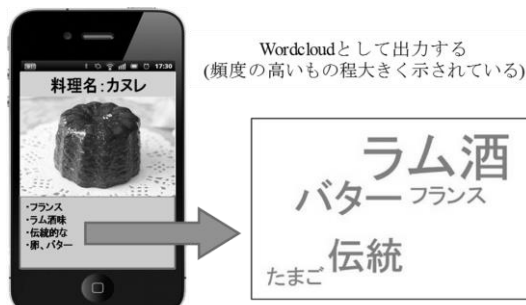 17:30
料理名：カヌレ
・フランス
・ラム酒味
・伝統的な
・卵、バター
Wordcloudとして出力する
(頻度の高いもの程大きく示されている)
ラム酒
バター フランス
伝統
たまご